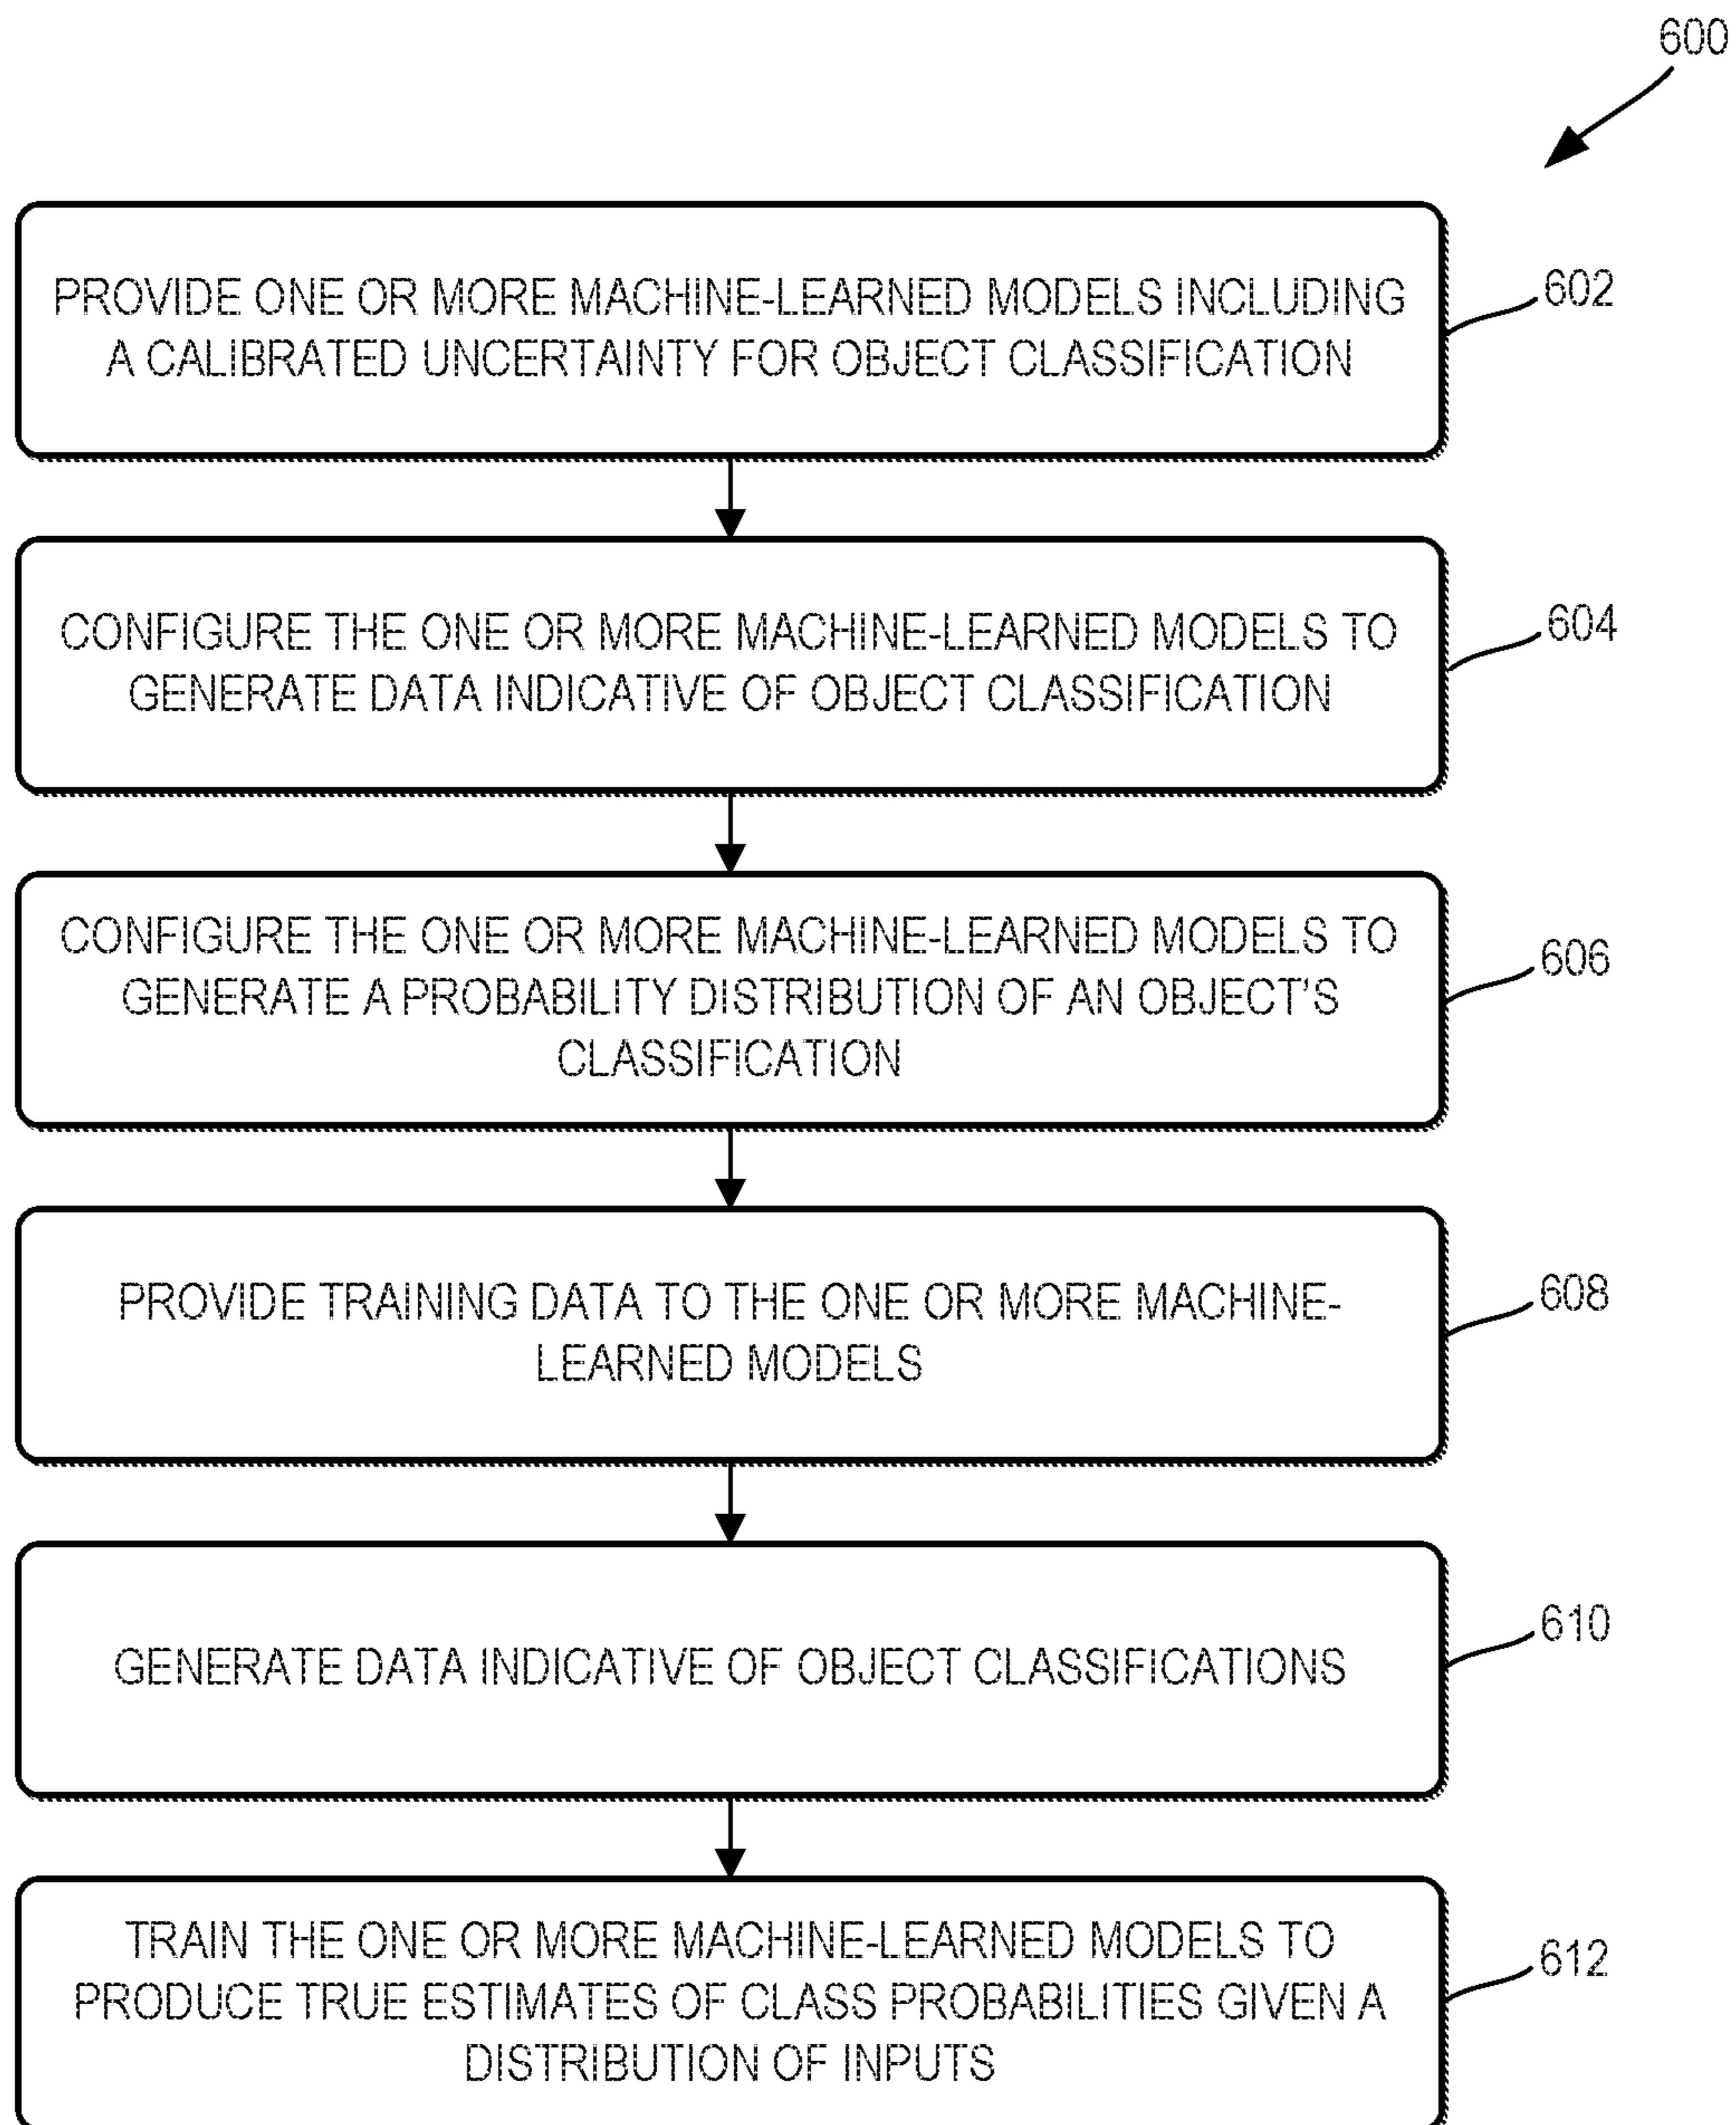 600
PROVIDE ONE OR MORE MACHINE-LEARNED MODELS INCLUDING
A CALIBRATED UNCERTAINTY FOR OBJECT CLASSIFICATION
602
CONFIGURE THE ONE OR MORE MACHINE-LEARNED MODELS TO
GENERATE DATA INDICATIVE OF OBJECT CLASSIFICATION
604
CONFIGURE THE ONE OR MORE MACHINE-LEARNED MODELS TO
GENERATE A PROBABILITY DISTRIBUTION OF AN OBJECT'S
CLASSIFICATION
606
PROVIDE TRAINING DATA TO THE ONE OR MORE MACHINE-
LEARNED MODELS
608
GENERATE DATA INDICATIVE OF OBJECT CLASSIFICATIONS
610
TRAIN THE ONE OR MORE MACHINE-LEARNED MODELS TO
PRODUCE TRUE ESTIMATES OF CLASS PROBABILITIES GIVEN A
DISTRIBUTION OF INPUTS
612